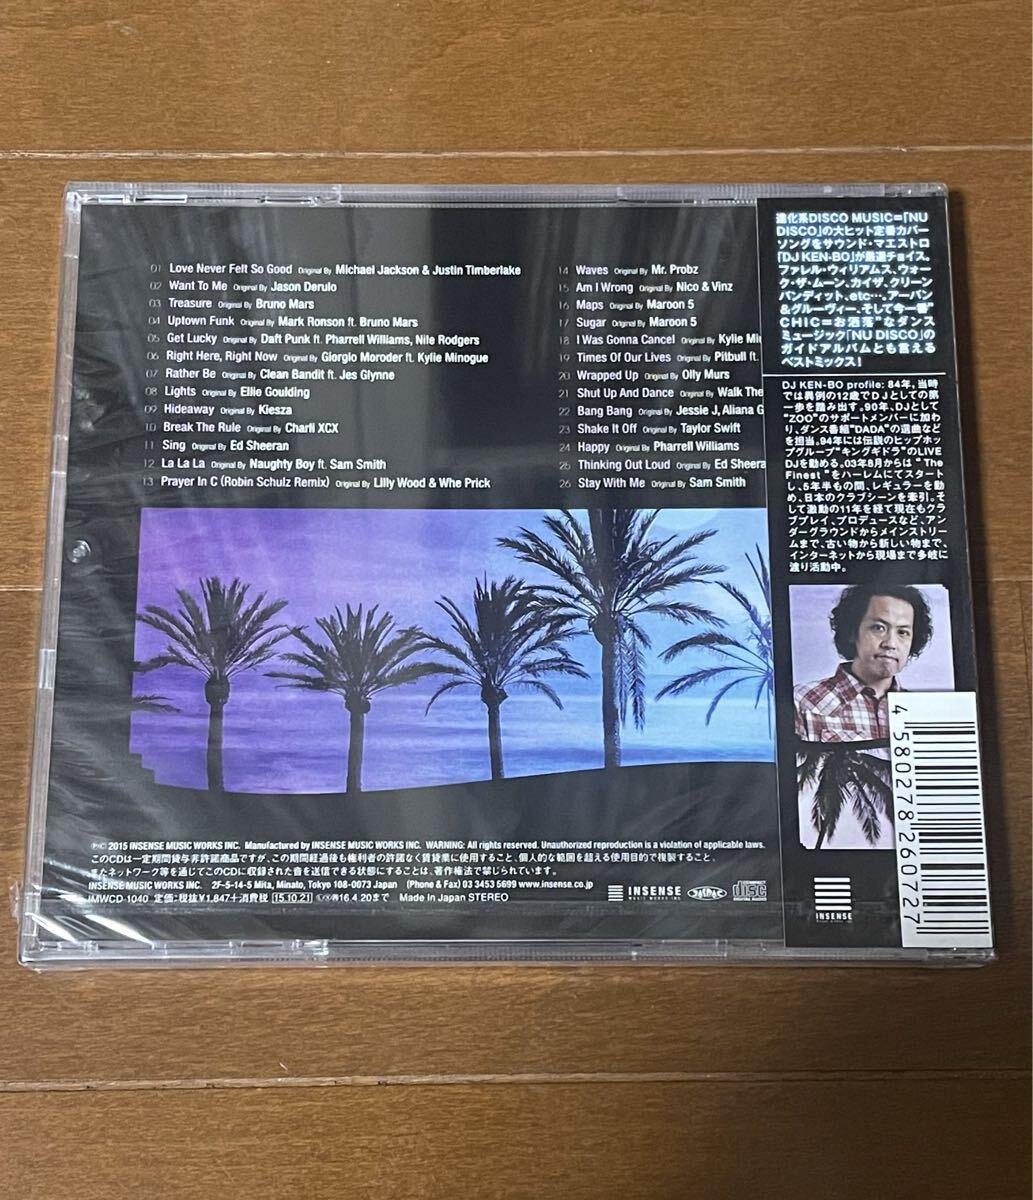 01 Love Never Felt So Good Original By Michael Jackson & Justin Timberlake
02 Want To Me Original By Jason Derulo
03 Treasure Original By Bruno Mars
04 Uptown Funk Original By Mark Ronson ft. Bruno Mars
05 Get Lucky Original By Daft Punk ft. Pharrell Williams, Nile Rodgers
06 Right Here, Right Now Original By Giorgio Moroder ft. Kylie Minogue
07 Rather Be Original By Clean Bandit ft. Jes Glynne
08 Lights Original By Ellie Goulding
09 Hideaway Original By Kiesza
10 Break The Rule Original By Charli XCX
11 Sing Original By Ed Sheeran
12 La La La Original By Naughty Boy ft. Sam Smith
13 Prayer In C (Robin Schulz Remix) Original By Lilly Wood & Whe Prick
14 Waves Original By Mr. Probz
15 Am I Wrong Original By Nico & Vinz
16 Maps Original By Maroon 5
17 Sugar Original By Maroon 5
18 I Was Gonna Cancel Original By Kylie Mi
19 Times Of Our Lives Original By Pitbull ft.
20 Wrapped Up Original By Olly Murs
21 Shut Up And Dance Original By Walk The
22 Bang Bang Original By Jessie J, Aliana G
23 Shake It Off Original By Taylor Swift
24 Happy Original By Pharrell Williams
25 Thinking Out Loud Original By Ed Sheera
26 Stay With Me Original By Sam Smith
進化系DISCO MUSIC=「NU
DISCO」の大ヒット定番カバー
ソングをサウンド・マエストロ
「DJ KEN-BO」が厳選チョイス。
ファレル・ウィリアムス、ウォー
ク・ザ・ムーン、カイザ、クリーン
バンディット、etc…、アーバン
&グルーヴィー、そして今一番"
CHIC=お洒落"なダンス
ミュージック「NU DISCO」の
ガイドアルバムとも言える
ベストミックス!
DJ KEN-BO profile: 84年、当時
では異例の12歳でDJとしての第
一歩を踏み出す。90年、DJとして
"ZOO"のサポートメンバーに加わ
り、ダンス番組"DADA"の選曲など
を担当。94年には伝説のヒップホッ
プグループ"キングギドラ"のLIVE
DJを勤める。03年8月からは"The
Finest"をハーレムにてスタート
し、5年半もの間、レギュラーを勤
め、日本のクラブシーンを牽引。そ
して激動の11年を経て現在もクラ
ブプレイ、プロデュースなど、アン
ダーグラウンドからメインストリー
ムまで、古い物から新しい物まで、
インターネットから現場まで多岐に
渡り活動中。
℗© 2015 INSENSE MUSIC WORKS INC. Manufactured by INSENSE MUSIC WORKS INC. WARNING: All rights reserved. Unauthorized reproduction is a violation of applicable laws.
このCDは一定期間貸与非許諾商品ですが、この期間経過後も権利者の許諾なく賃貸業に使用すること、個人的な範囲を超える使用目的で複製すること、
またネットワーク等を通じてこのCDに収録された音を送信できる状態にすることは、著作権法で禁じられています。
INSENSE MUSIC WORKS INC. 2F-5-14-5 Mita, Minato, Tokyo 108-0073 Japan (Phone & Fax) 03 3453 5699 www.insense.co.jp
IMWCD-1040 定価:税抜¥1,847+消費税 15.10.21 16.4.20まで Made in Japan STEREO
INSENSE
MUSIC WORKS INC.
JASRAC
COMPACT
disc
DIGITAL AUDIO
INSENSE
MUSIC WORKS INC.
4 580278 260727